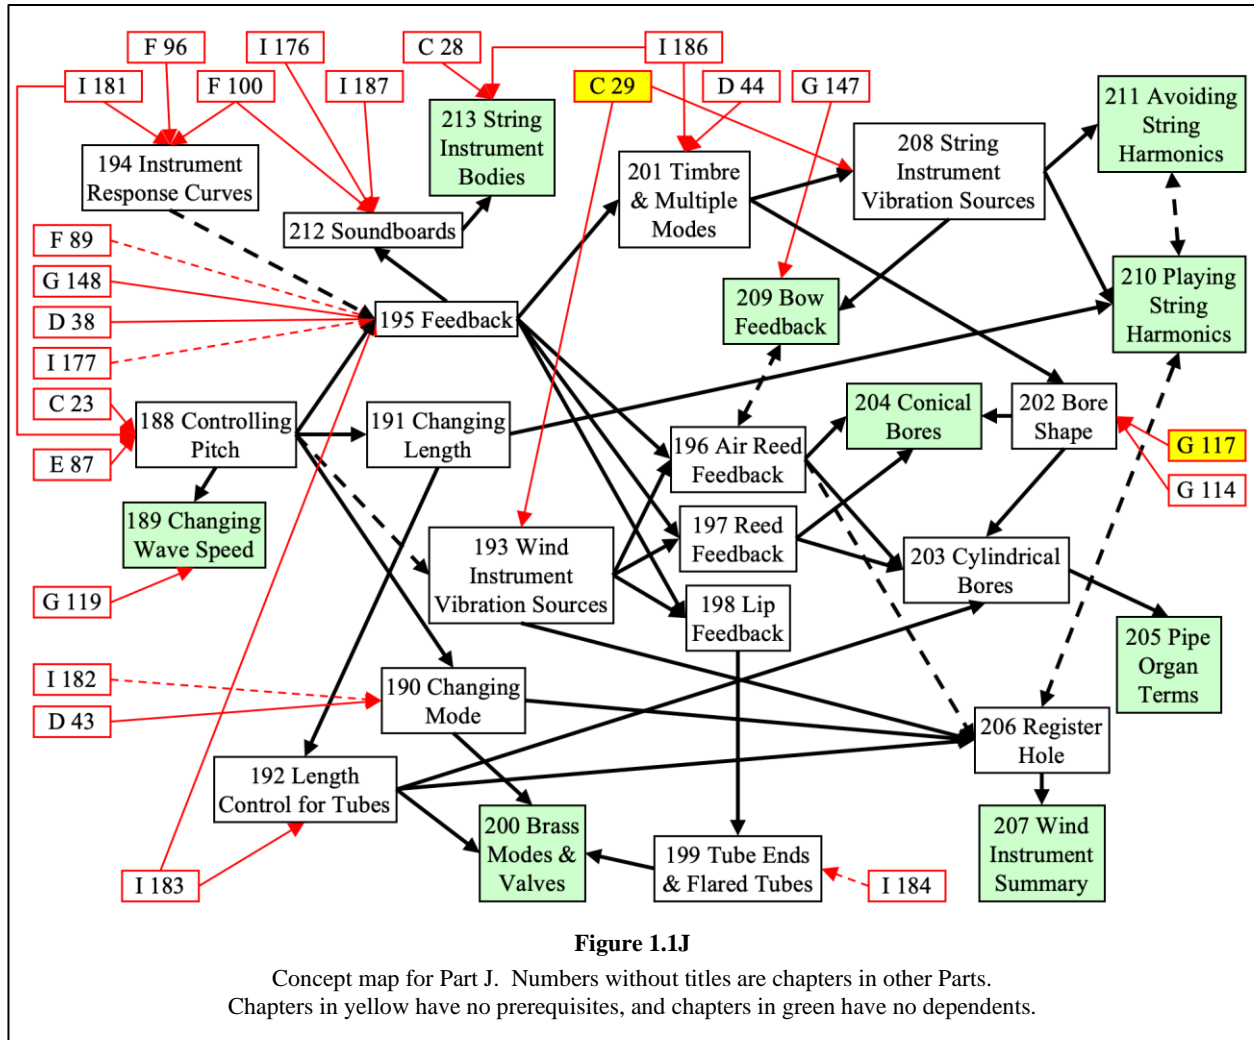 F 96
I 176
C 28
I 186
I 181
F 100
I 187
C 29
D 44
G 147
211 Avoiding
String
Harmonics
213 String
Instrument
Bodies
208 String
Instrument
Vibration Sources
194 Instrument
Response Curves
201 Timbre
& Multiple
Modes
212 Soundboards
F 89
G 148
D 38
I 177
195 Feedback
209 Bow
Feedback
210 Playing
String
Harmonics
C 23
E 87
188 Controlling
Pitch
191 Changing
Length
204 Conical
Bores
202 Bore
Shape
196 Air Reed
Feedback
G 117
G 114
189 Changing
Wave Speed
197 Reed
Feedback
193 Wind
Instrument
Vibration Sources
203 Cylindrical
Bores
G 119
198 Lip
Feedback
205 Pipe
Organ
Terms
I 182
D 43
190 Changing
Mode
206 Register
Hole
192 Length
Control for Tubes
200 Brass
Modes &
Valves
199 Tube Ends
& Flared Tubes
207 Wind
Instrument
Summary
I 183
I 184
Figure 1.1J
Concept map for Part J. Numbers without titles are chapters in other Parts.
Chapters in yellow have no prerequisites, and chapters in green have no dependents.